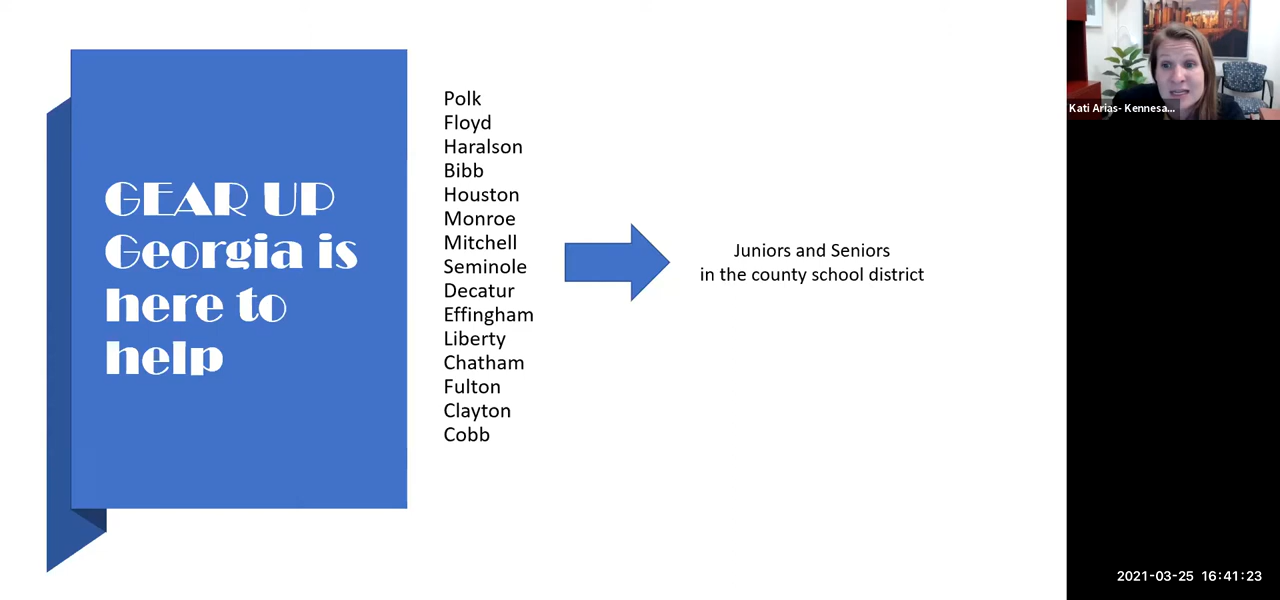 GEAR UP
Georgia is
here to
help
Polk
Floyd
Haralson
Bibb
Houston
Monroe
Mitchell
Seminole
Decatur
Effingham
Liberty
Chatham
Fulton
Clayton
Cobb
Juniors and Seniors
in the county school district
Kati Arias- Kennesa...
2021-03-25 16:41:23